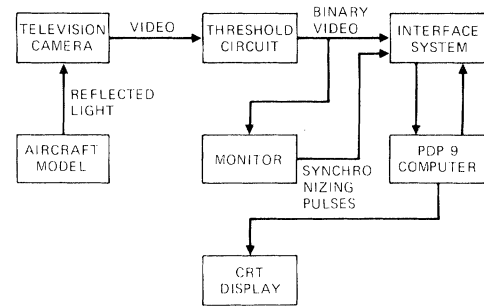 TELEVISION
CAMERA
VIDEO
THRESHOLD
CIRCUIT
BINARY
VIDEO
INTERFACE
SYSTEM
REFLECTED
LIGHT
AIRCRAFT
MODEL
MONITOR
SYNCHRO
NIZING
PULSES
PDP 9
COMPUTER
CRT
DISPLAY